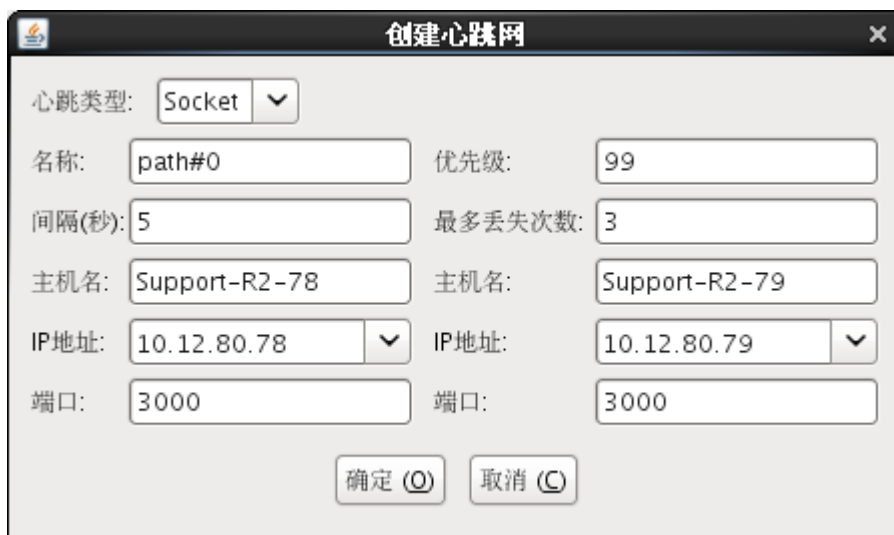 创建心跳网
心跳类型: Socket
名称: path#0 优先级: 99
间隔(秒): 5 最多丢失次数: 3
主机名: Support-R2-78 主机名: Support-R2-79
IP地址: 10.12.80.78 IP地址: 10.12.80.79
端口: 3000 端口: 3000
确定 (O) 取消 (C)